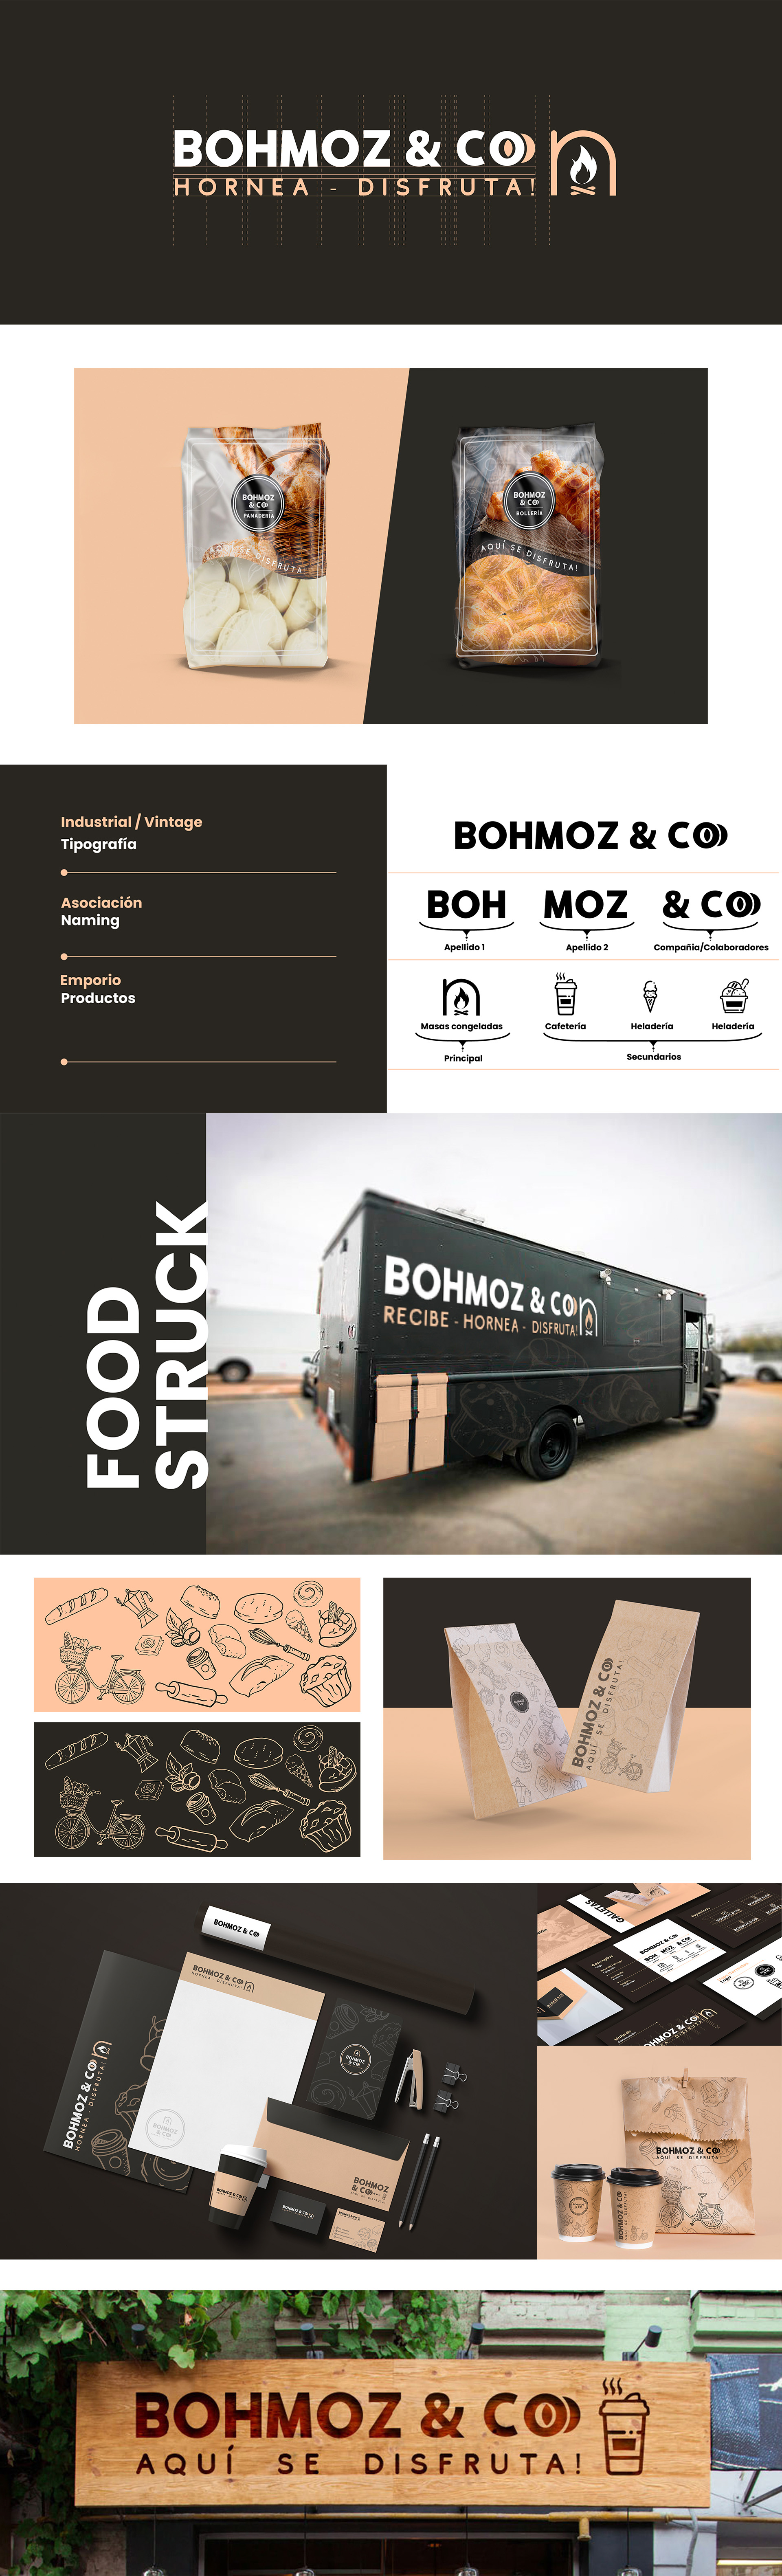 BOHMOZ & CO
HORNEA - DISFRUTA!
BOHMOZ
& CO
PANADERÍA
AQUÍ SE DISFRUTA!
BOHMOZ
& CO
BOLLERÍA
AQUÍ SE DISFRUTA!
Industrial / Vintage
Tipografía
Asociación
Naming
Emporio
Productos
BOHMOZ & CO
BOH MOZ & CO
Apellido 1 Apellido 2 Compañia/Colaboradores
Masas congeladas Cafetería Heladería Heladería
Principal Secundarios
FOOD
STRUCK
BOHMOZ & CO
RECIBE - HORNEA - DISFRUTA!
BOHMOZ & CO
AQUÍ SE DISFRUTA!
BOHMOZ & CO
BOHMOZ & CO
HORNEA - DISFRUTA!
BOHMOZ & CO
HORNEA - DISFRUTA!
BOHMOZ
& CO
BOHMOZ
& CO
BOHMOZ & CO
BOHMOZ & CO
GALLETAS
BOHMOZ & CO
BOH MOZ & CO
BOHMOZ & CO
AQUÍ SE DISFRUTA!
BOHMOZ & CO
BOHMOZ & CO
AQUÍ SE DISFRUTA!